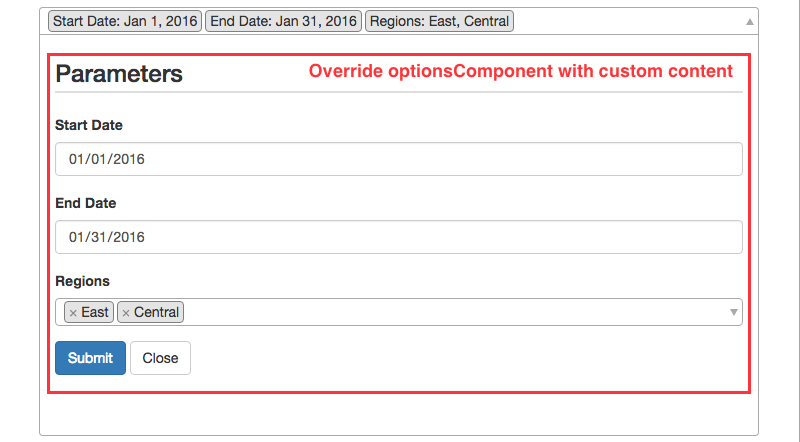 Start Date: Jan 1, 2016 End Date: Jan 31, 2016 Regions: East, Central
Parameters Override optionsComponent with custom content
Start Date
01/01/2016
End Date
01/31/2016
Regions
× East × Central
Submit Close